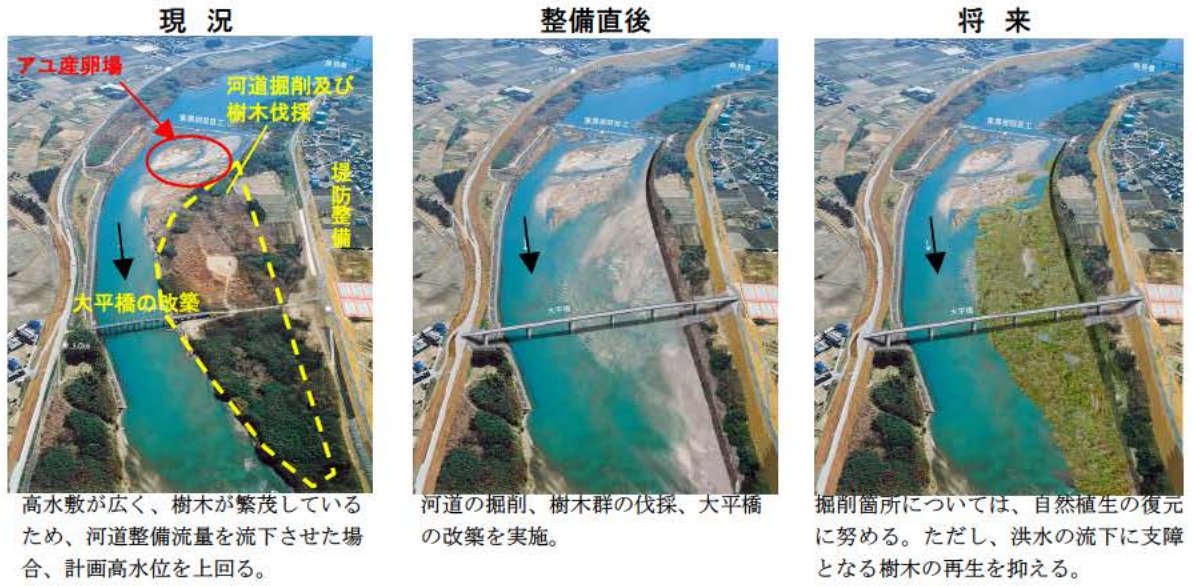 現 況
整備直後
将 来
アユ産卵場
河道掘削及び
樹木伐採
堤防整備
大平橋の改築
大平橋
大平橋
高水敷が広く、樹木が繁茂している
ため、河道整備流量を流下させた場
合、計画高水位を上回る。
河道の掘削、樹木群の伐採、大平橋
の改築を実施。
掘削箇所については、自然植生の復元
に努める。ただし、洪水の流下に支障
となる樹木の再生を抑える。